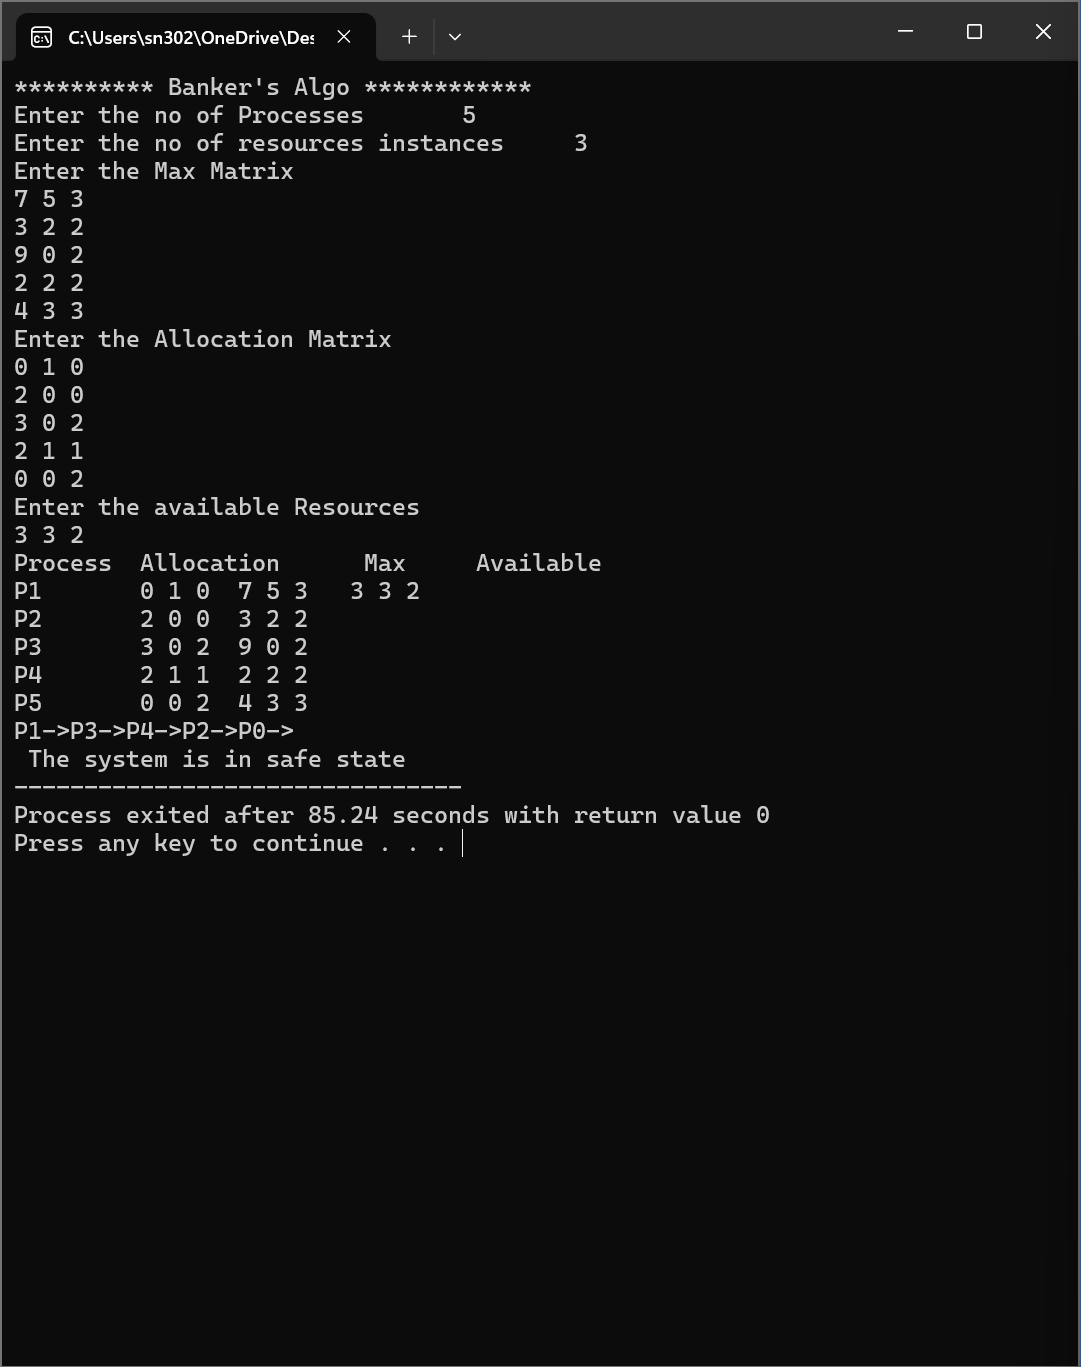 C:\Users\sn302\OneDrive\Des
********** Banker's Algo ************
Enter the no of Processes       5
Enter the no of resources instances     3
Enter the Max Matrix
7 5 3
3 2 2
9 0 2
2 2 2
4 3 3
Enter the Allocation Matrix
0 1 0
2 0 0
3 0 2
2 1 1
0 0 2
Enter the available Resources
3 3 2
Process  Allocation      Max     Available
P1       0 1 0  7 5 3   3 3 2
P2       2 0 0  3 2 2
P3       3 0 2  9 0 2
P4       2 1 1  2 2 2
P5       0 0 2  4 3 3
P1->P3->P4->P2->P0->
 The system is in safe state
--------------------------------
Process exited after 85.24 seconds with return value 0
Press any key to continue . . .